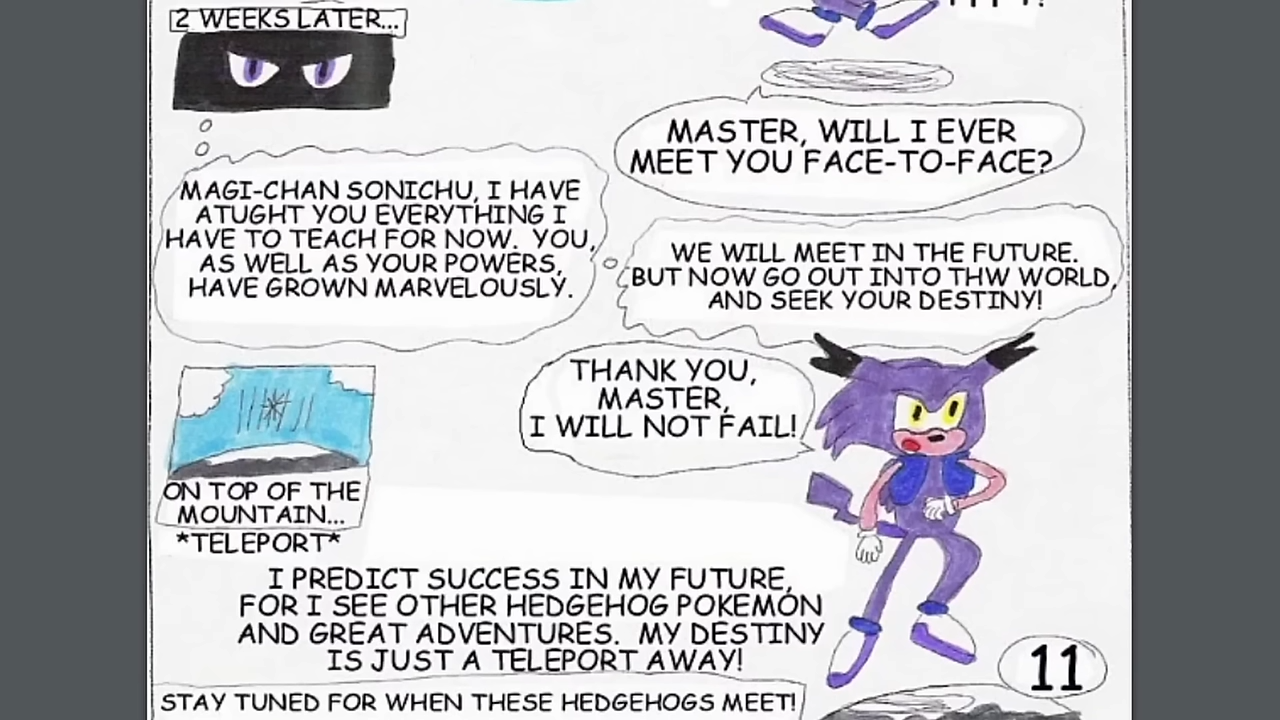 2 WEEKS LATER...
MASTER, WILL I EVER
MEET YOU FACE-TO-FACE?
MAGI-CHAN SONICHU, I HAVE
ATUGHT YOU EVERYTHING I
HAVE TO TEACH FOR NOW. YOU,
AS WELL AS YOUR POWERS,
HAVE GROWN MARVELOUSLY.
WE WILL MEET IN THE FUTURE.
BUT NOW GO OUT INTO THW WORLD,
AND SEEK YOUR DESTINY!
THANK YOU,
MASTER,
I WILL NOT FAIL!
ON TOP OF THE
MOUNTAIN...
*TELEPORT*
I PREDICT SUCCESS IN MY FUTURE,
FOR I SEE OTHER HEDGEHOG POKEMON
AND GREAT ADVENTURES. MY DESTINY
IS JUST A TELEPORT AWAY!
11
STAY TUNED FOR WHEN THESE HEDGEHOGS MEET!